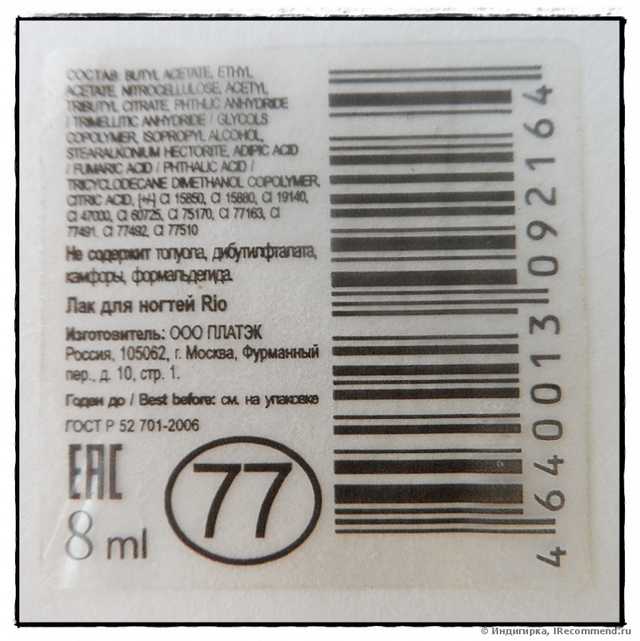 СОСТАВ: BUTYL ACETATE, ETHYL
ACETATE, NITROCELLULOSE, ACETYL
TRIBUTYL CITRATE, PHTHLIC ANHYDRIDE
/ TRIMELLITIC ANHYDRIDE / GLYCOLS
COPOLYMER, ISOPROPYL ALCOHOL,
STEARALKONIUM HECTORITE, ADIPIC ACID
/ FUMARIC ACID / PHTHALIC ACID /
TRICYCLODECANE DIMETHANOL COPOLYMER,
CITRIC ACID, [+/-] CI 15850, CI 15880, CI 19140,
CI 47000, CI 60725, CI 75170, CI 77163, CI
77491, CI 77492, CI 77510
Не содержит толуола, дибутилфталата,
камфоры, формальдегида.
Лак для ногтей Rio
Изготовитель: ООО ПЛАТЭК
Россия, 105062, г. Москва, Фурманный
пер., д. 10, стр. 1.
Годен до / Best before: см. на упаковке
ГОСТ Р 52 701-2006
EAC
8 ml
77
4640013092164
© Индигирка, IRecommend.ru